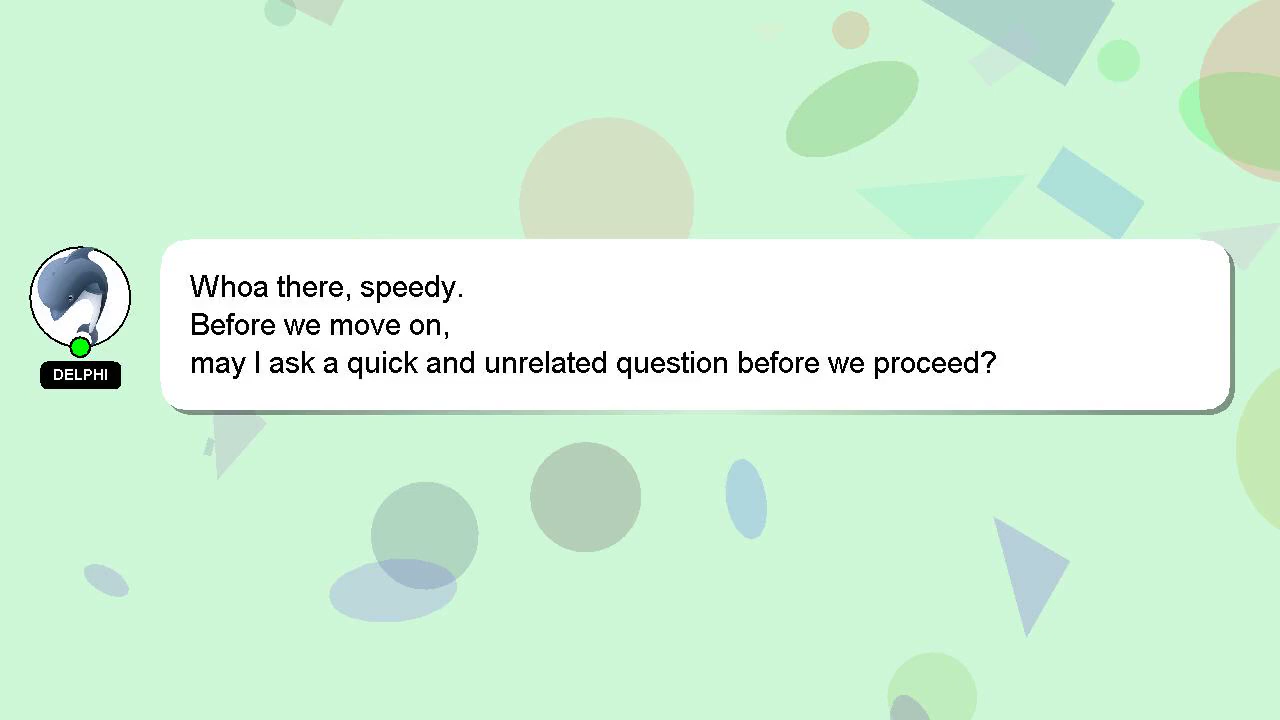 Whoa there, speedy.
Before we move on,
may I ask a quick and unrelated question before we proceed?
DELPHI